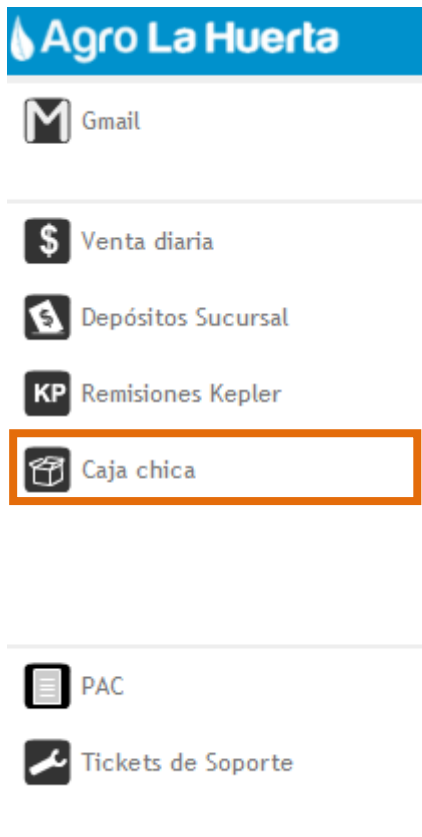 Agro La Huerta
Gmail
$ Venta diaria
$ Depósitos Sucursal
KP Remisiones Kepler
Caja chica
PAC
Tickets de Soporte